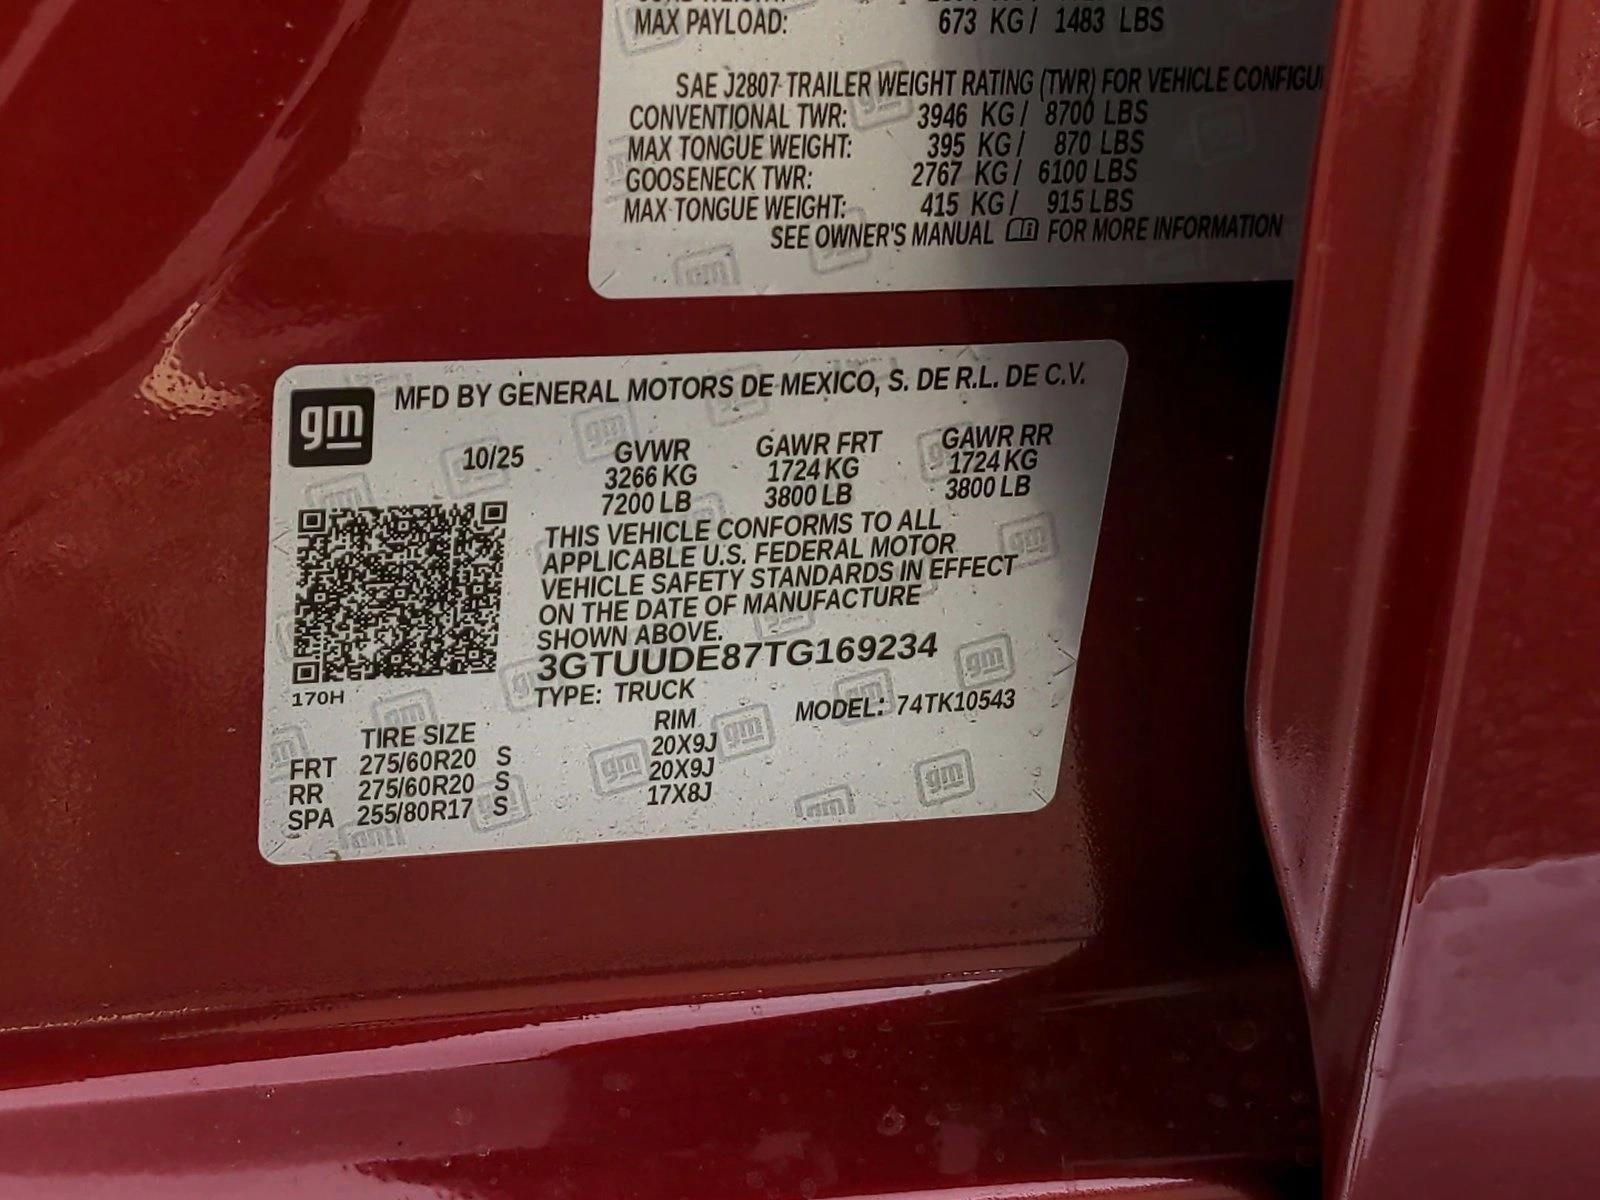 MAX PAYLOAD: 673 KG / 1483 LBS
SAE J2807 TRAILER WEIGHT RATING (TWR) FOR VEHICLE
CONVENTIONAL TWR: 3946 KG / 8700 LBS
MAX TONGUE WEIGHT: 395 KG / 870 LBS
GOOSENECK TWR: 2767 KG / 6100 LBS
MAX TONGUE WEIGHT: 415 KG / 915 LBS
SEE OWNER'S MANUAL FOR MORE INFORMATION
gm
MFD BY GENERAL MOTORS DE MEXICO, S. DE R.L. DE C.V.
10/25 GVWR GAWR FRT GAWR RR
3266 KG 1724 KG 1724 KG
7200 LB 3800 LB 3800 LB
THIS VEHICLE CONFORMS TO ALL
APPLICABLE U.S. FEDERAL MOTOR
VEHICLE SAFETY STANDARDS IN EFFECT
ON THE DATE OF MANUFACTURE
SHOWN ABOVE.
3GTUUDE87TG169234
170H
TYPE: TRUCK
MODEL: 74TK10543
TIRE SIZE RIM
FRT 275/60R20 S 20X9J
RR 275/60R20 S 20X9J
SPA 255/80R17 S 17X8J